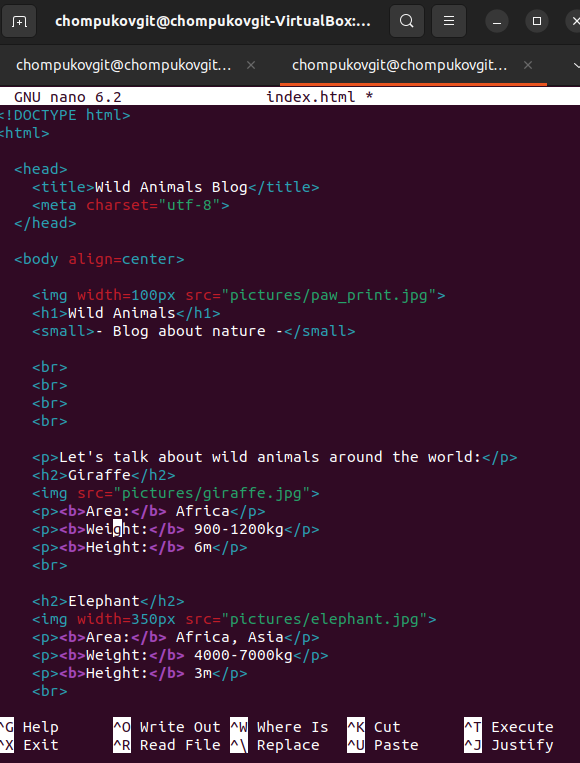 chompukovgit@chompukovgit-VirtualBox:...
chompukovgit@chompukovgit... × chompukovgit@chompukovgit... ×
GNU nano 6.2 index.html *
<!DOCTYPE html>
<html>
<head>
<title>Wild Animals Blog</title>
<meta charset="utf-8">
</head>
<body align=center>
<img width=100px src="pictures/paw_print.jpg">
<h1>Wild Animals</h1>
<small>- Blog about nature -</small>
<br>
<br>
<br>
<br>
<p>Let's talk about wild animals around the world:</p>
<h2>Giraffe</h2>
<img src="pictures/giraffe.jpg">
<p><b>Area:</b> Africa</p>
<p><b>Weight:</b> 900-1200kg</p>
<p><b>Height:</b> 6m</p>
<br>
<h2>Elephant</h2>
<img width=350px src="pictures/elephant.jpg">
<p><b>Area:</b> Africa, Asia</p>
<p><b>Weight:</b> 4000-7000kg</p>
<p><b>Height:</b> 3m</p>
<br>
^G Help ^O Write Out ^W Where Is ^K Cut ^T Execute
^X Exit ^R Read File ^\ Replace ^U Paste ^J Justify